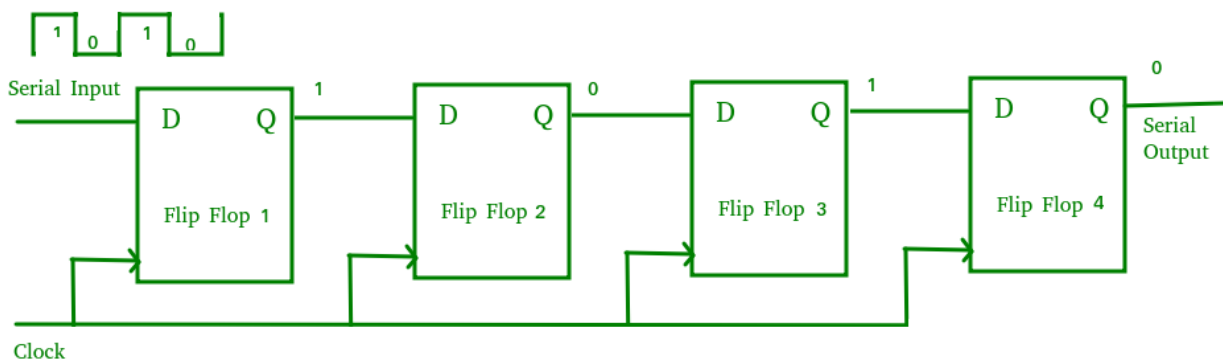 1 0 1 0
Serial Input
1 0 1 0
D Q D Q D Q D Q
Serial
Output
Flip Flop 1 Flip Flop 2 Flip Flop 3 Flip Flop 4
Clock